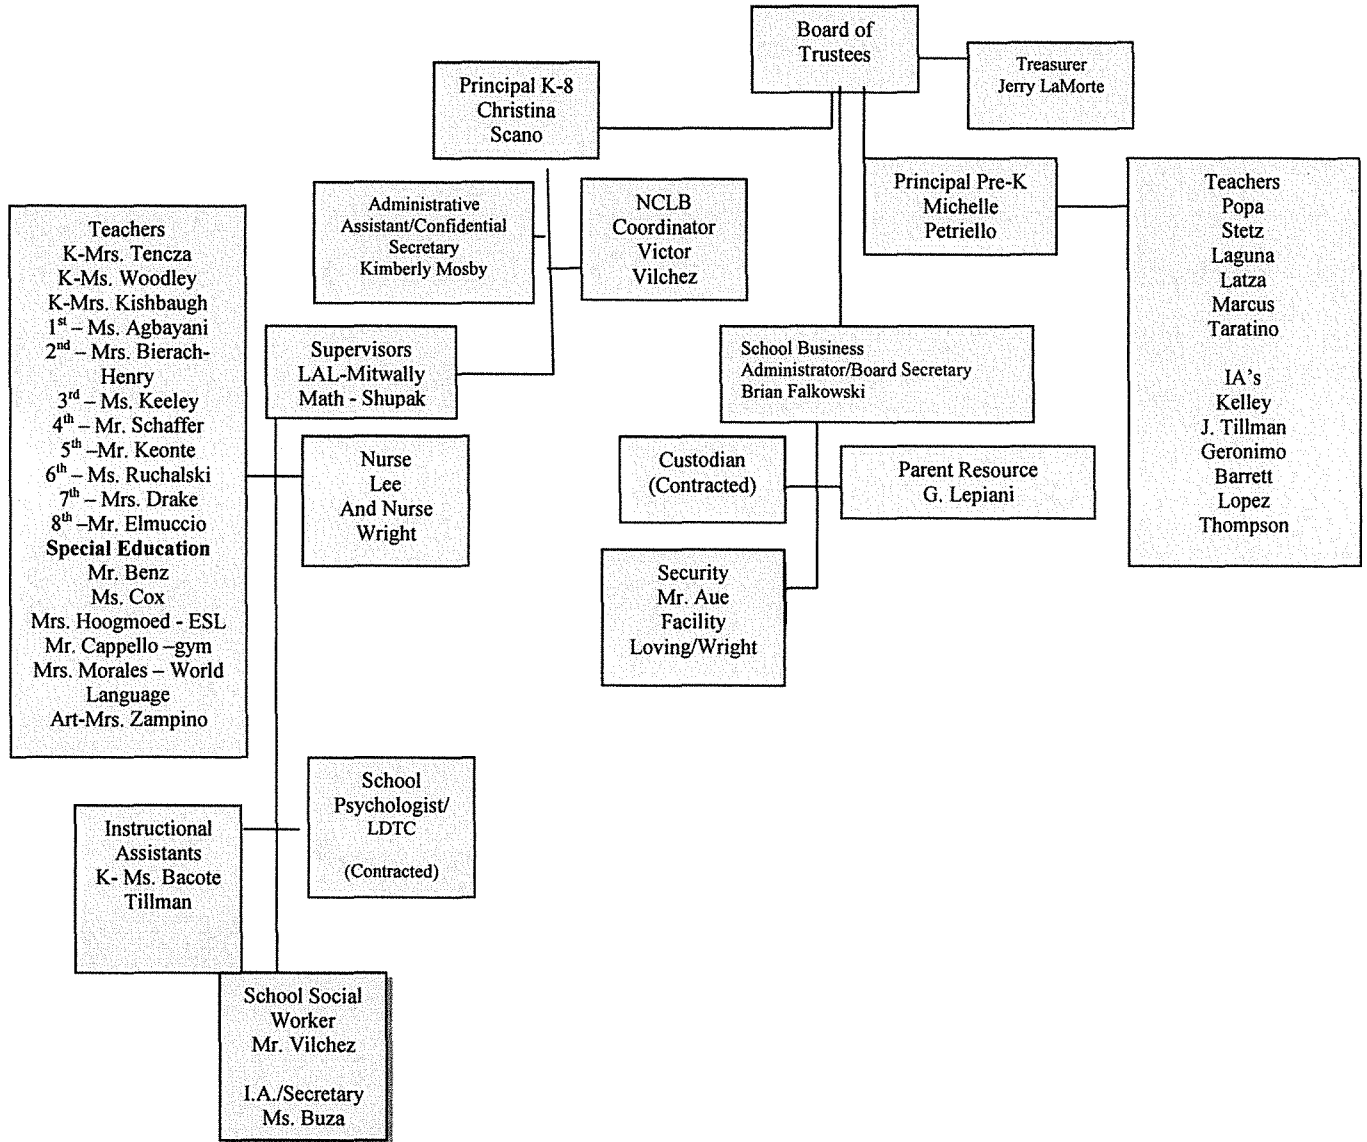 Board of
Trustees
Treasurer
Jerry LaMorte
Principal K-8
Christina
Scano
Administrative
Assistant/Confidential
Secretary
Kimberly Mosby
NCLB
Coordinator
Victor
Vilchez
Principal Pre-K
Michelle
Petriello
Teachers
Popa
Stetz
Laguna
Latza
Marcus
Taratino
IA's
Kelley
J. Tillman
Geronimo
Barrett
Lopez
Thompson
Teachers
K-Mrs. Tencza
K-Ms. Woodley
K-Mrs. Kishbaugh
1st – Ms. Agbayani
2nd – Mrs. Bierach-
Henry
3rd – Ms. Keeley
4th – Mr. Schaffer
5th –Mr. Keonte
6th – Ms. Ruchalski
7th – Mrs. Drake
8th –Mr. Elmuccio
Special Education
Mr. Benz
Ms. Cox
Mrs. Hoogmoed - ESL
Mr. Cappello –gym
Mrs. Morales – World
Language
Art-Mrs. Zampino
Supervisors
LAL-Mitwally
Math - Shupak
School Business
Administrator/Board Secretary
Brian Falkowski
Nurse
Lee
And Nurse
Wright
Custodian
(Contracted)
Parent Resource
G. Lepiani
Security
Mr. Aue
Facility
Loving/Wright
School
Psychologist/
LDTC
(Contracted)
Instructional
Assistants
K- Ms. Bacote
Tillman
School Social
Worker
Mr. Vilchez
I.A./Secretary
Ms. Buza